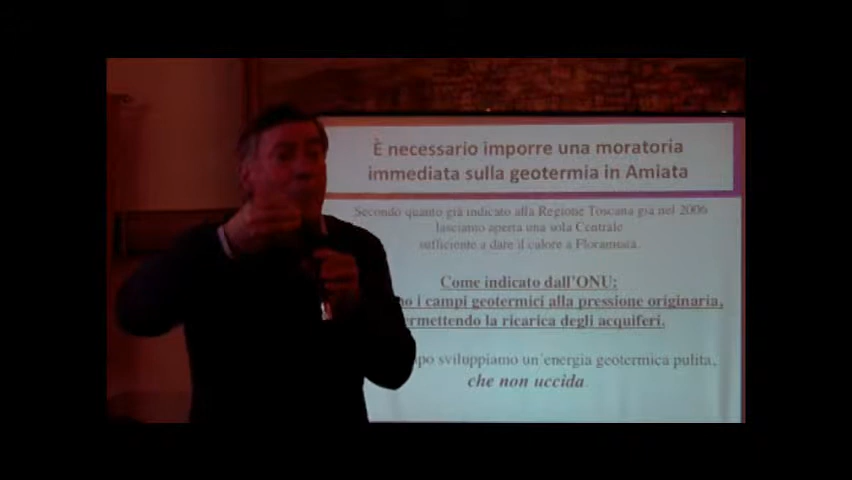 È necessario imporre una moratoria
immediata sulla geotermia in Amiata
Secondo quanto già indicato alla Regione Toscana già nel 2006
lasciamo aperta una sola Centrale
sufficiente a dare il calore a Floramiata.
Come indicato dall'ONU:
i campi geotermici alla pressione originaria,
la ricarica degli acquiferi.
sviluppiamo un'energia geotermica pulita,
che non uccida.